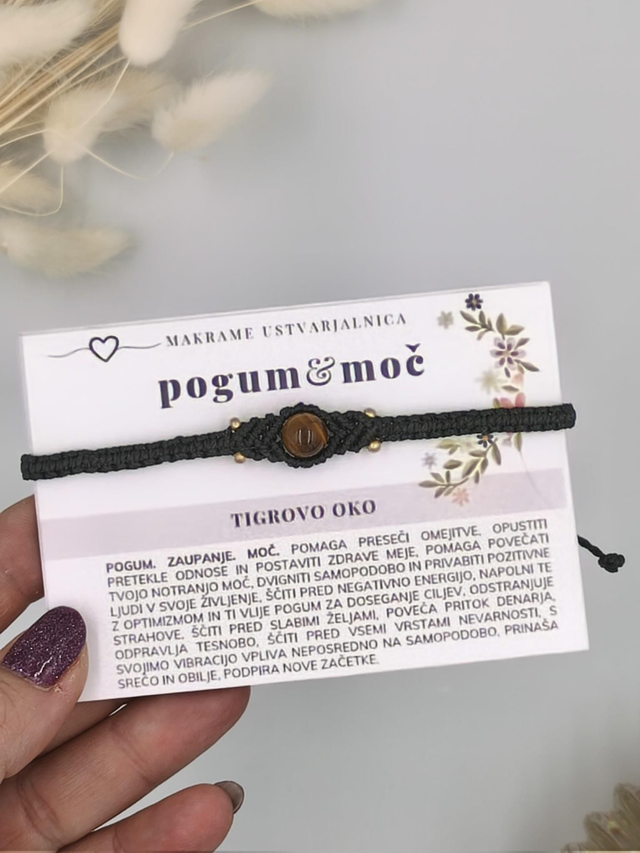 MAKRAME USTVARJALNICA
pogum&moč
TIGROVO OKO
POGUM. ZAUPANJE. MOČ. POMAGA PRESEČI OMEJITVE, OPUSTITI
PRETEKLE ODNOSE IN POSTAVITI ZDRAVE MEJE, POMAGA POVEČATI
TVOJO NOTRANJO MOČ, DVIGNITI SAMOPODOBO IN PRIVABITI POZITIVNE
LJUDI V SVOJE ŽIVLJENJE, ŠČITI PRED NEGATIVNO ENERGIJO, NAPOLNI TE
Z OPTIMIZMOM IN TI VLIJE POGUM ZA DOSEGANJE CILJEV, ODSTRANJUJE
STRAHOVE, ŠČITI PRED SLABIMI ŽELJAMI, POVEČA PRITOK DENARJA,
ODPRAVLJA TESNOBO, ŠČITI PRED VSEMI VRSTAMI NEVARNOSTI, S
SVOJIMO VIBRACIJO VPLIVA NEPOSREDNO NA SAMOPODOBO, PRINAŠA
SREČO IN OBILJE, PODPIRA NOVE ZAČETKE.